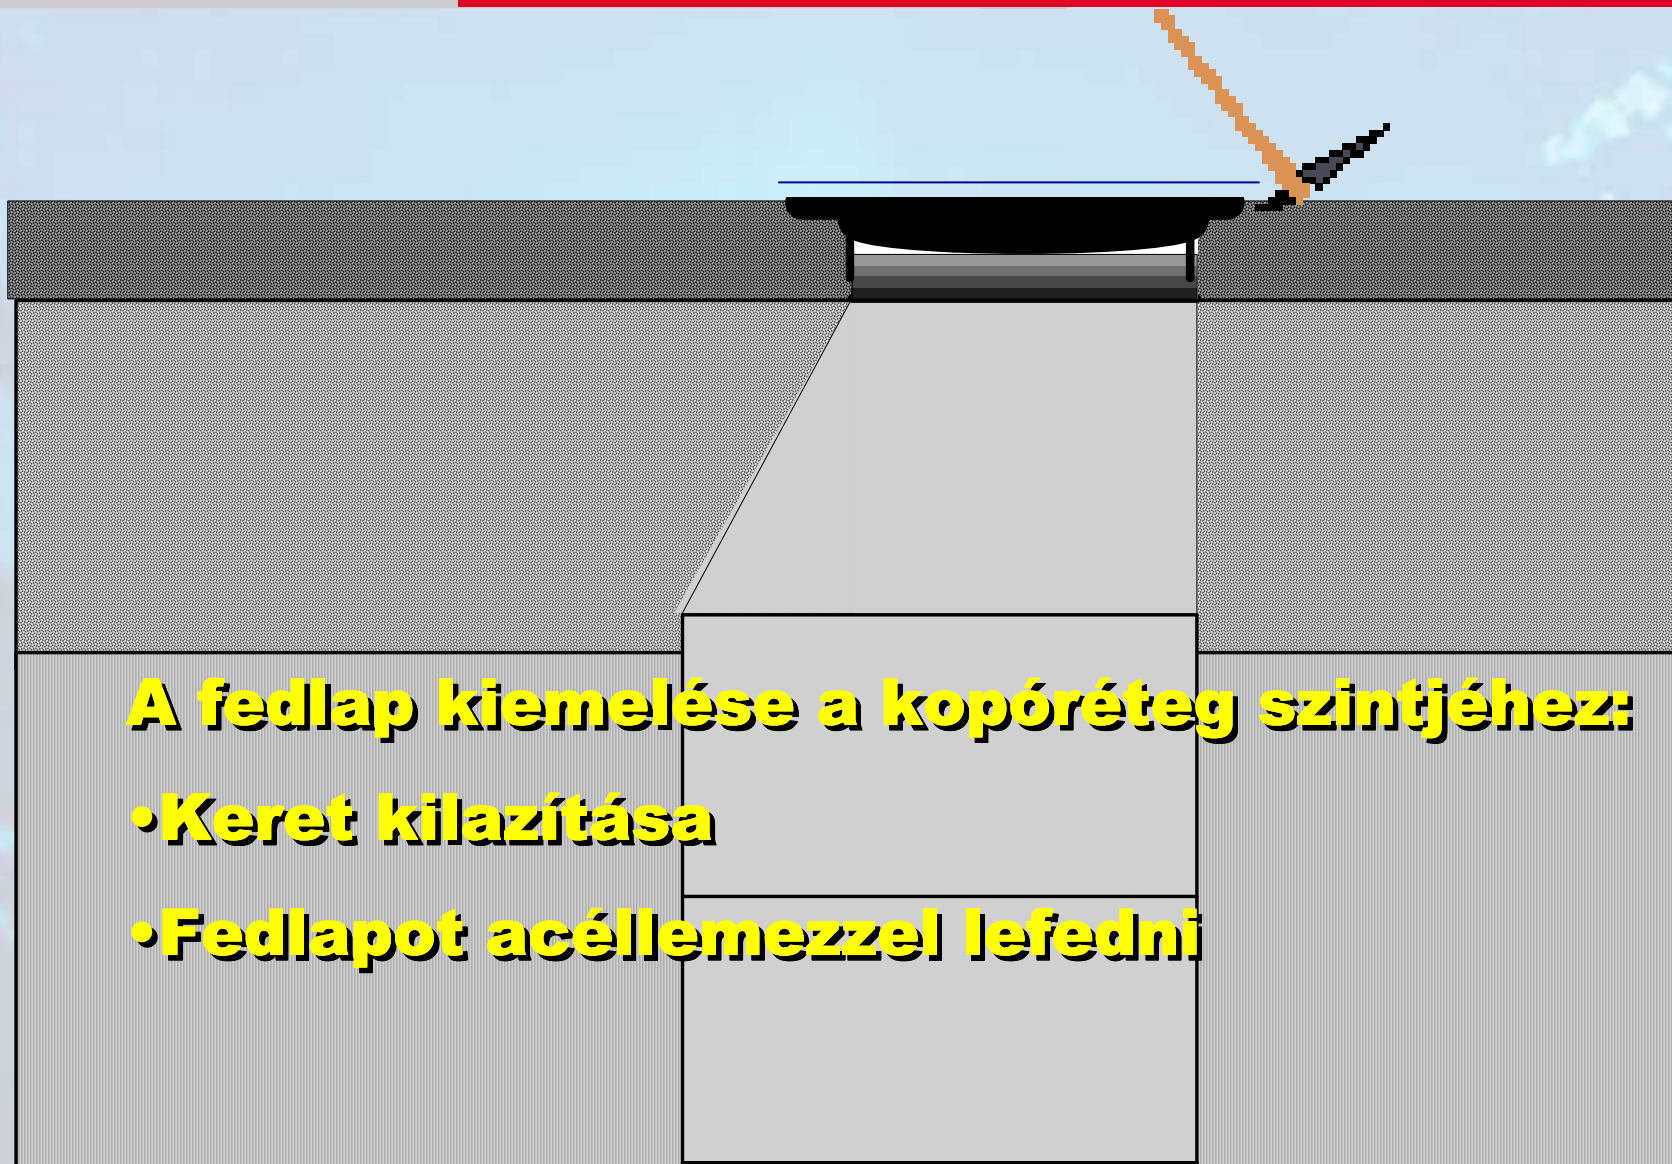 A fedlap kiemelése a kopóréteg szintjéhez:
•Keret kilazítása
•Fedlapot acéllemezzel lefedni